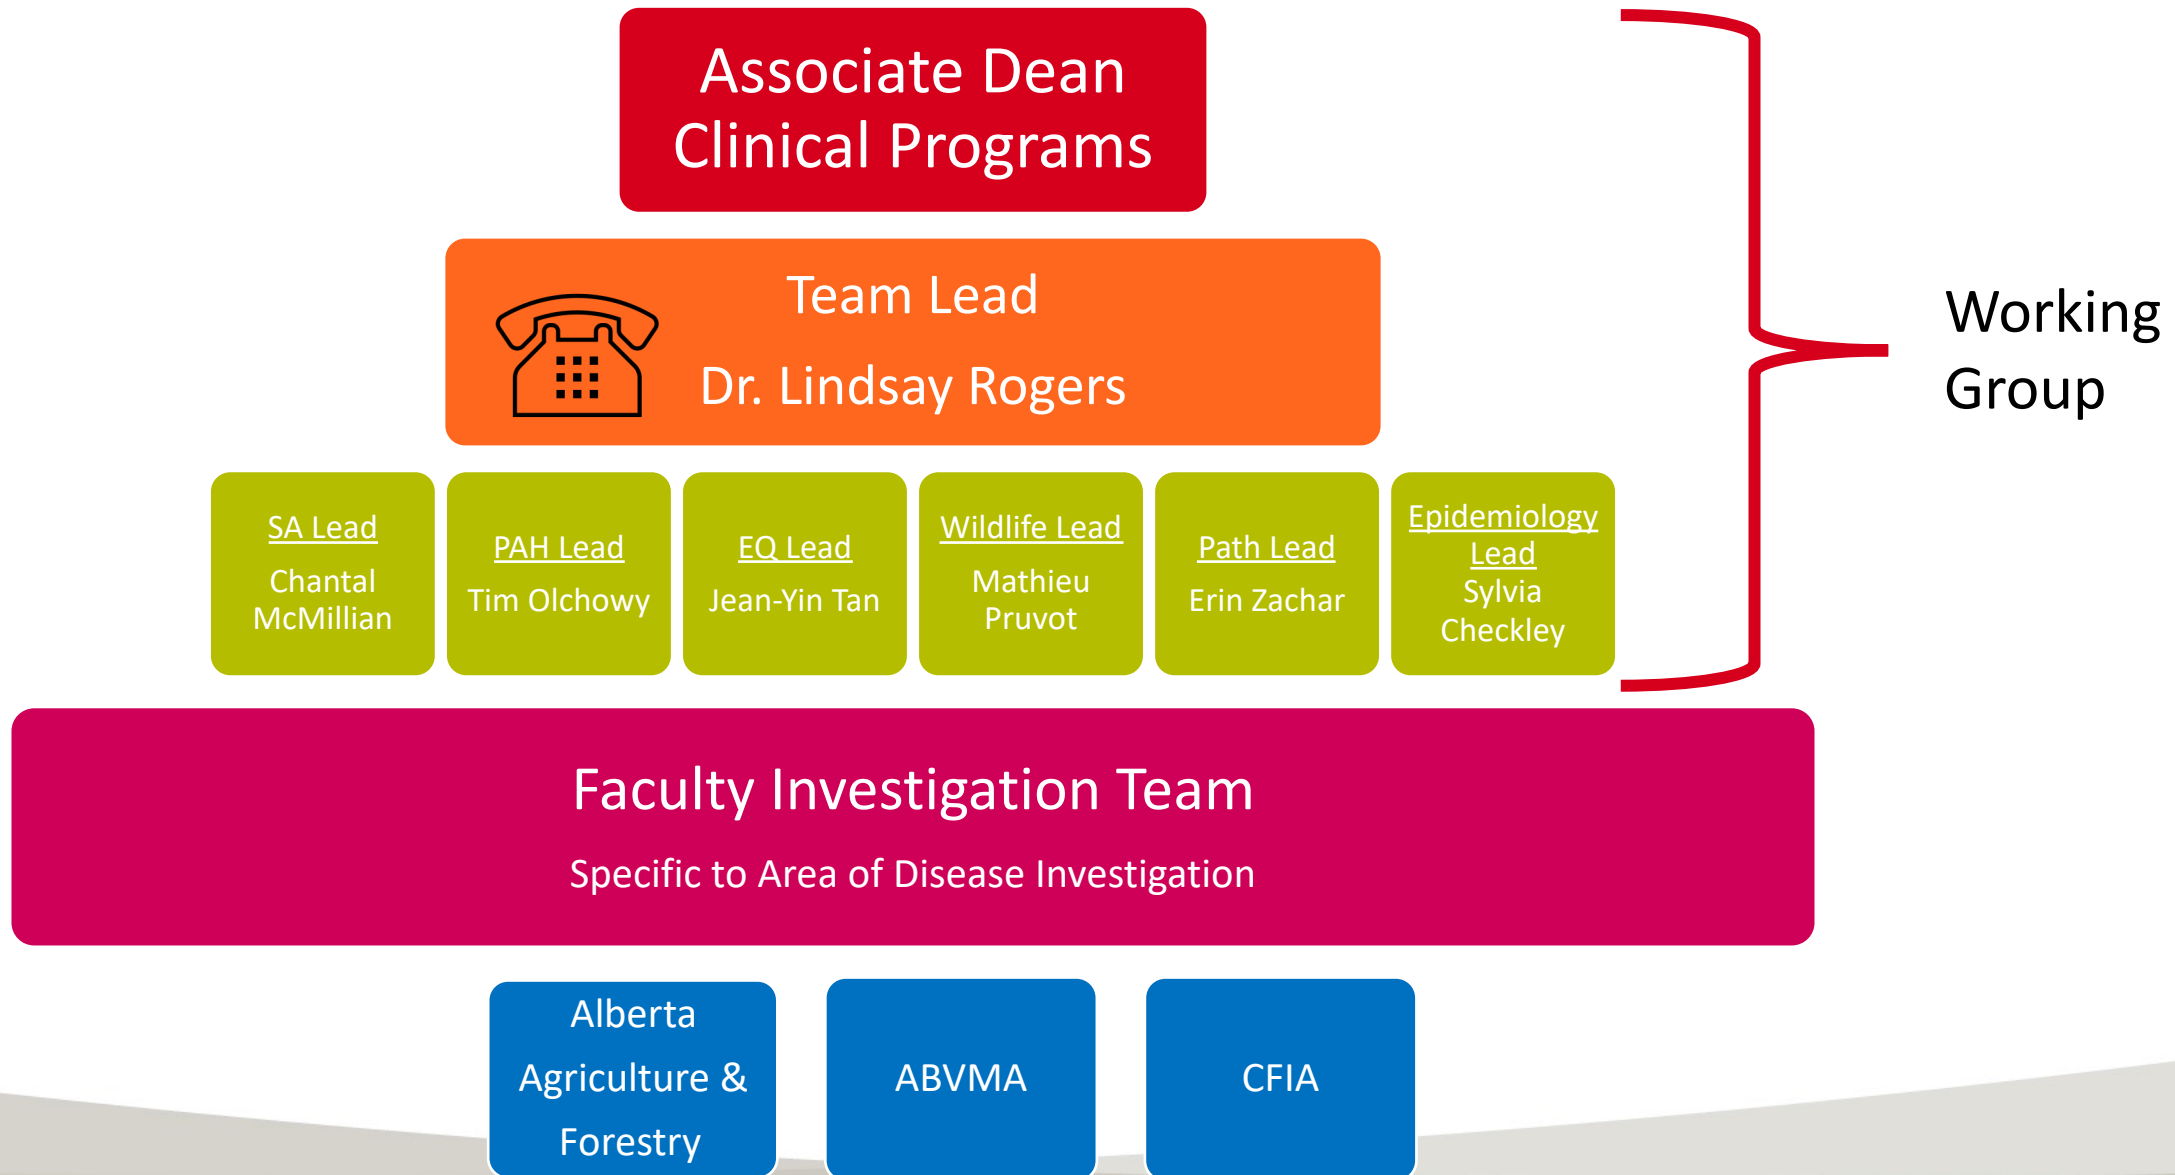 Associate Dean
Clinical Programs
Team Lead
Dr. Lindsay Rogers
Working
Group
SA Lead
Chantal
McMillian
PAH Lead
Tim Olchowy
EQ Lead
Jean-Yin Tan
Wildlife Lead
Mathieu
Pruvot
Path Lead
Erin Zachar
Epidemiology
Lead
Sylvia
Checkley
Faculty Investigation Team
Specific to Area of Disease Investigation
Alberta
Agriculture &
Forestry
ABVMA
CFIA